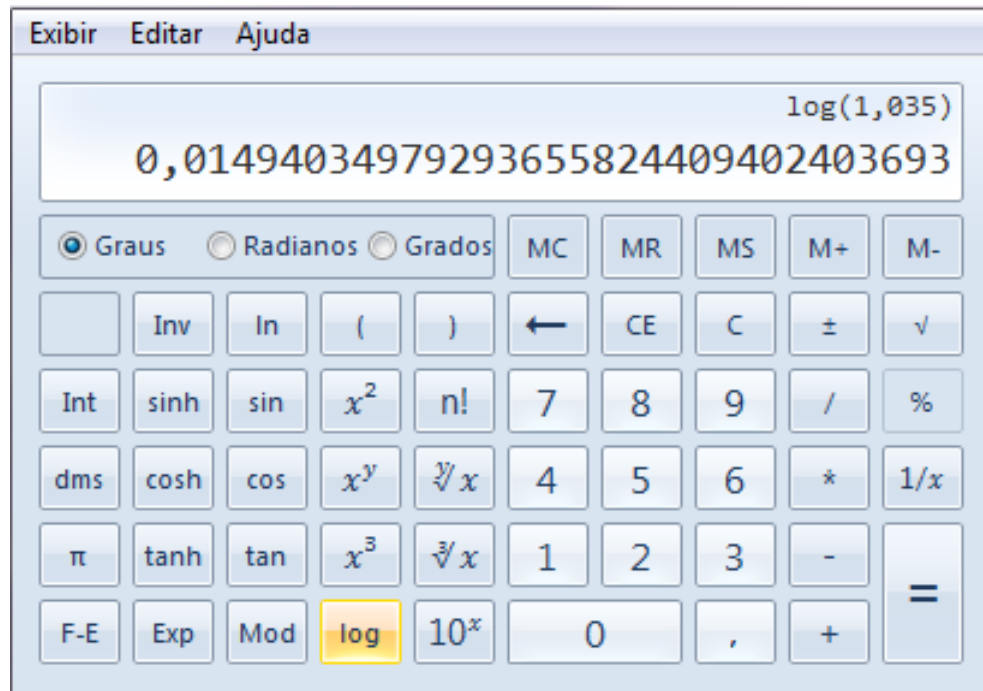 Exibir Editar Ajuda
log(1,035)
0,01494034979293655824409402403693
Graus Radianos Grados MC MR MS M+ M-
Inv ln ( ) ← CE C ± √
Int sinh sin x² n! 7 8 9 / %
dms cosh cos xʸ ʸ√x 4 5 6 * 1/x
π tanh tan x³ ³√x 1 2 3 - =
F-E Exp Mod log 10ˣ 0 , +